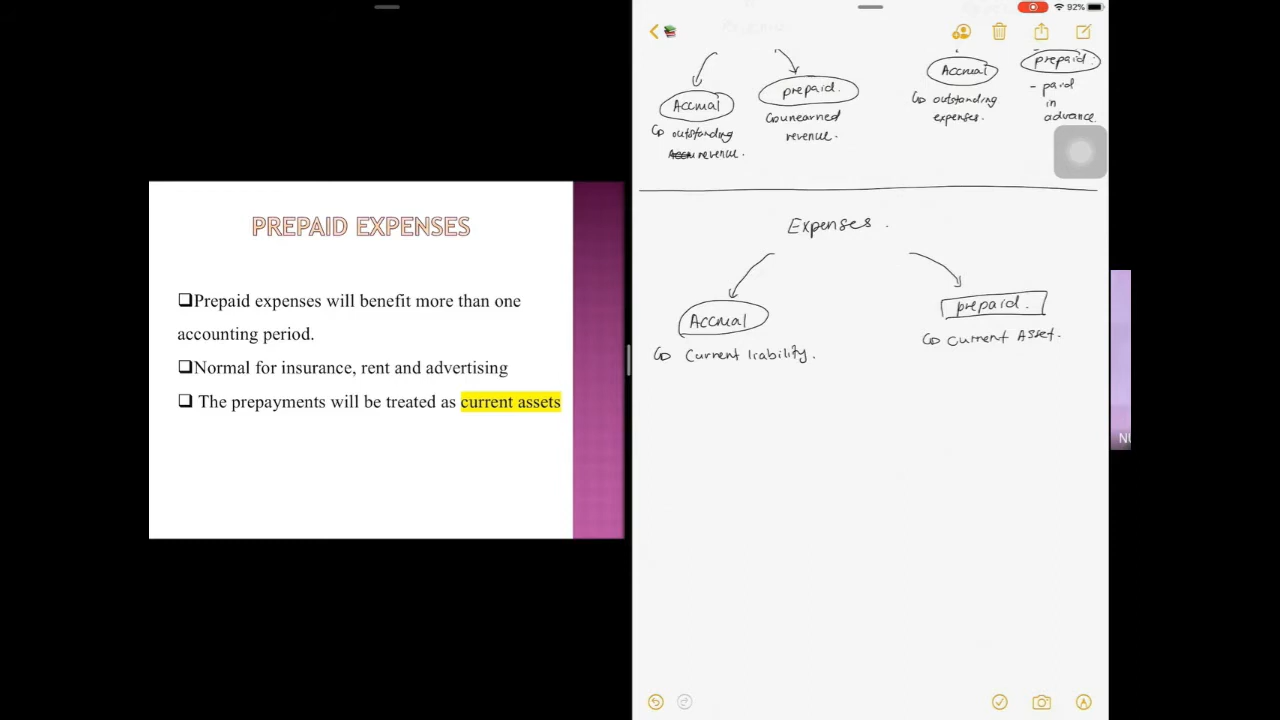 PREPAID EXPENSES
❑Prepaid expenses will benefit more than one
accounting period.
❑Normal for insurance, rent and advertising
❑ The prepayments will be treated as current assets
92%
Accrual
outstanding
revenue.
prepaid.
unearned
revenue.
Accrual
outstanding
expenses.
prepaid:
- paid
in
advance.
Expenses.
Accrual
Current liability.
prepaid.
Current Asset.
NU